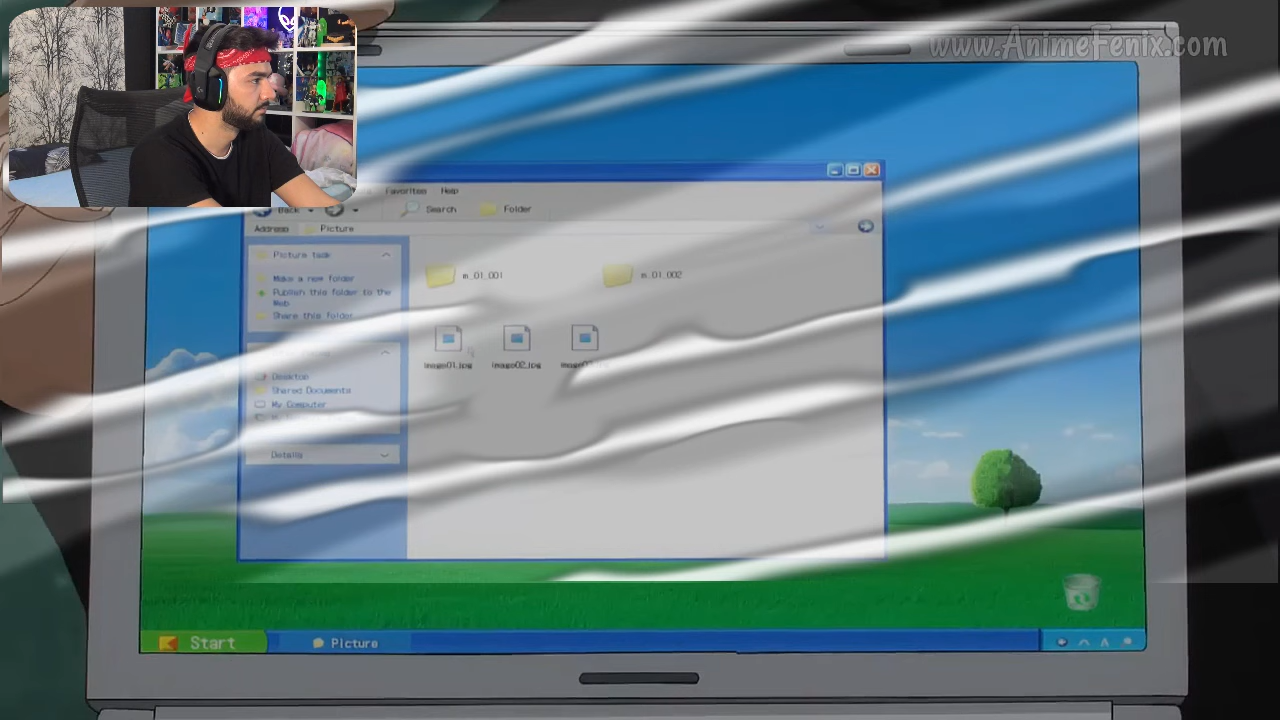 www.AnimeFenix.com
Favorites Help
Back Search Folder
Address Picture
Picture task
Make a new folder
Publish this folder to the
Web
Share this folder
m_01_001
m_01_002
image01.jpg
image02.jpg
Desktop
Shared Documents
My Computer
Details
Start
Picture
A